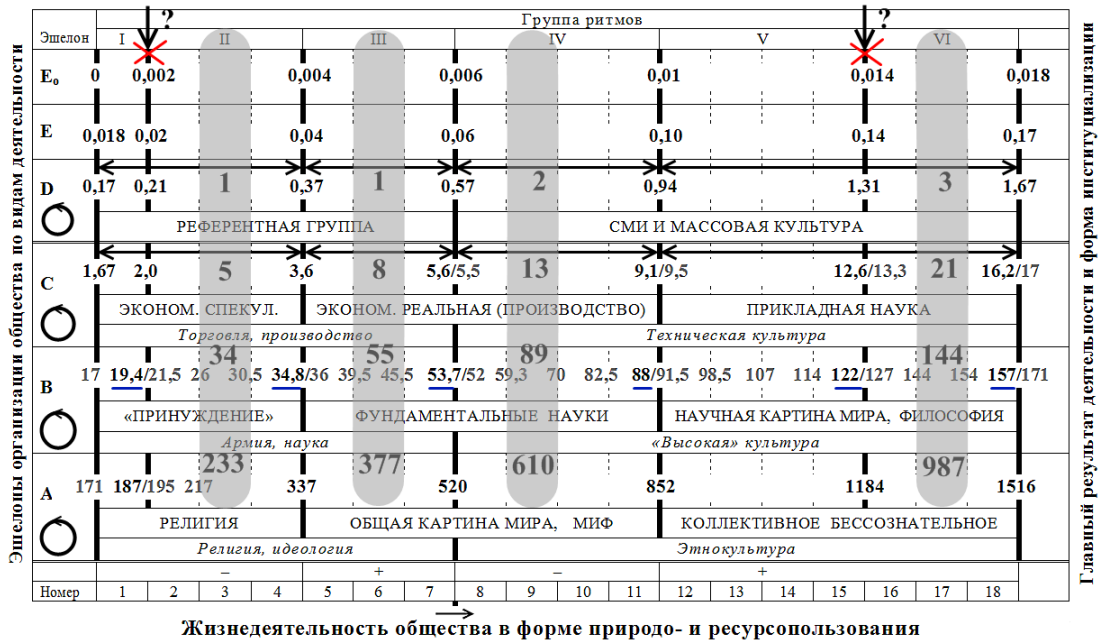 Группа ритмов
Эшелон I ? II III IV V ? VI
E₀ 0 0,002 0,004 0,006 0,01 0,014 0,018
E 0,018 0,02 0,04 0,06 0,10 0,14 0,17
1 1 2 3
D 0,17 0,21 0,37 0,57 0,94 1,31 1,67
РЕФЕРЕНТНАЯ ГРУППА СМИ И МАССОВАЯ КУЛЬТУРА
5 8 13 21
C 1,67 2,0 3,6 5,6/5,5 9,1/9,5 12,6/13,3 16,2/17
ЭКОНОМ. СПЕКУЛ. ЭКОНОМ. РЕАЛЬНАЯ (ПРОИЗВОДСТВО) ПРИКЛАДНАЯ НАУКА
Торговля, производство Техническая культура
34 55 89 144
B 17 19,4/21,5 26 30,5 34,8/36 39,5 45,5 53,7/52 59,3 70 82,5 88/91,5 98,5 107 114 122/127 144 154 157/171
«ПРИНУЖДЕНИЕ» ФУНДАМЕНТАЛЬНЫЕ НАУКИ НАУЧНАЯ КАРТИНА МИРА, ФИЛОСОФИЯ
Армия, наука «Высокая» культура
233 377 610 987
A 171 187/195 217 337 520 852 1184 1516
РЕЛИГИЯ ОБЩАЯ КАРТИНА МИРА, МИФ КОЛЛЕКТИВНОЕ БЕССОЗНАТЕЛЬНОЕ
Религия, идеология Этнокультура
– + – +
Номер 1 2 3 4 5 6 7 8 9 10 11 12 13 14 15 16 17 18
Жизнедеятельность общества в форме природо- и ресурсопользования
Эшелоны организации общества по видам деятельности
Главный результат деятельности и форма институциализации